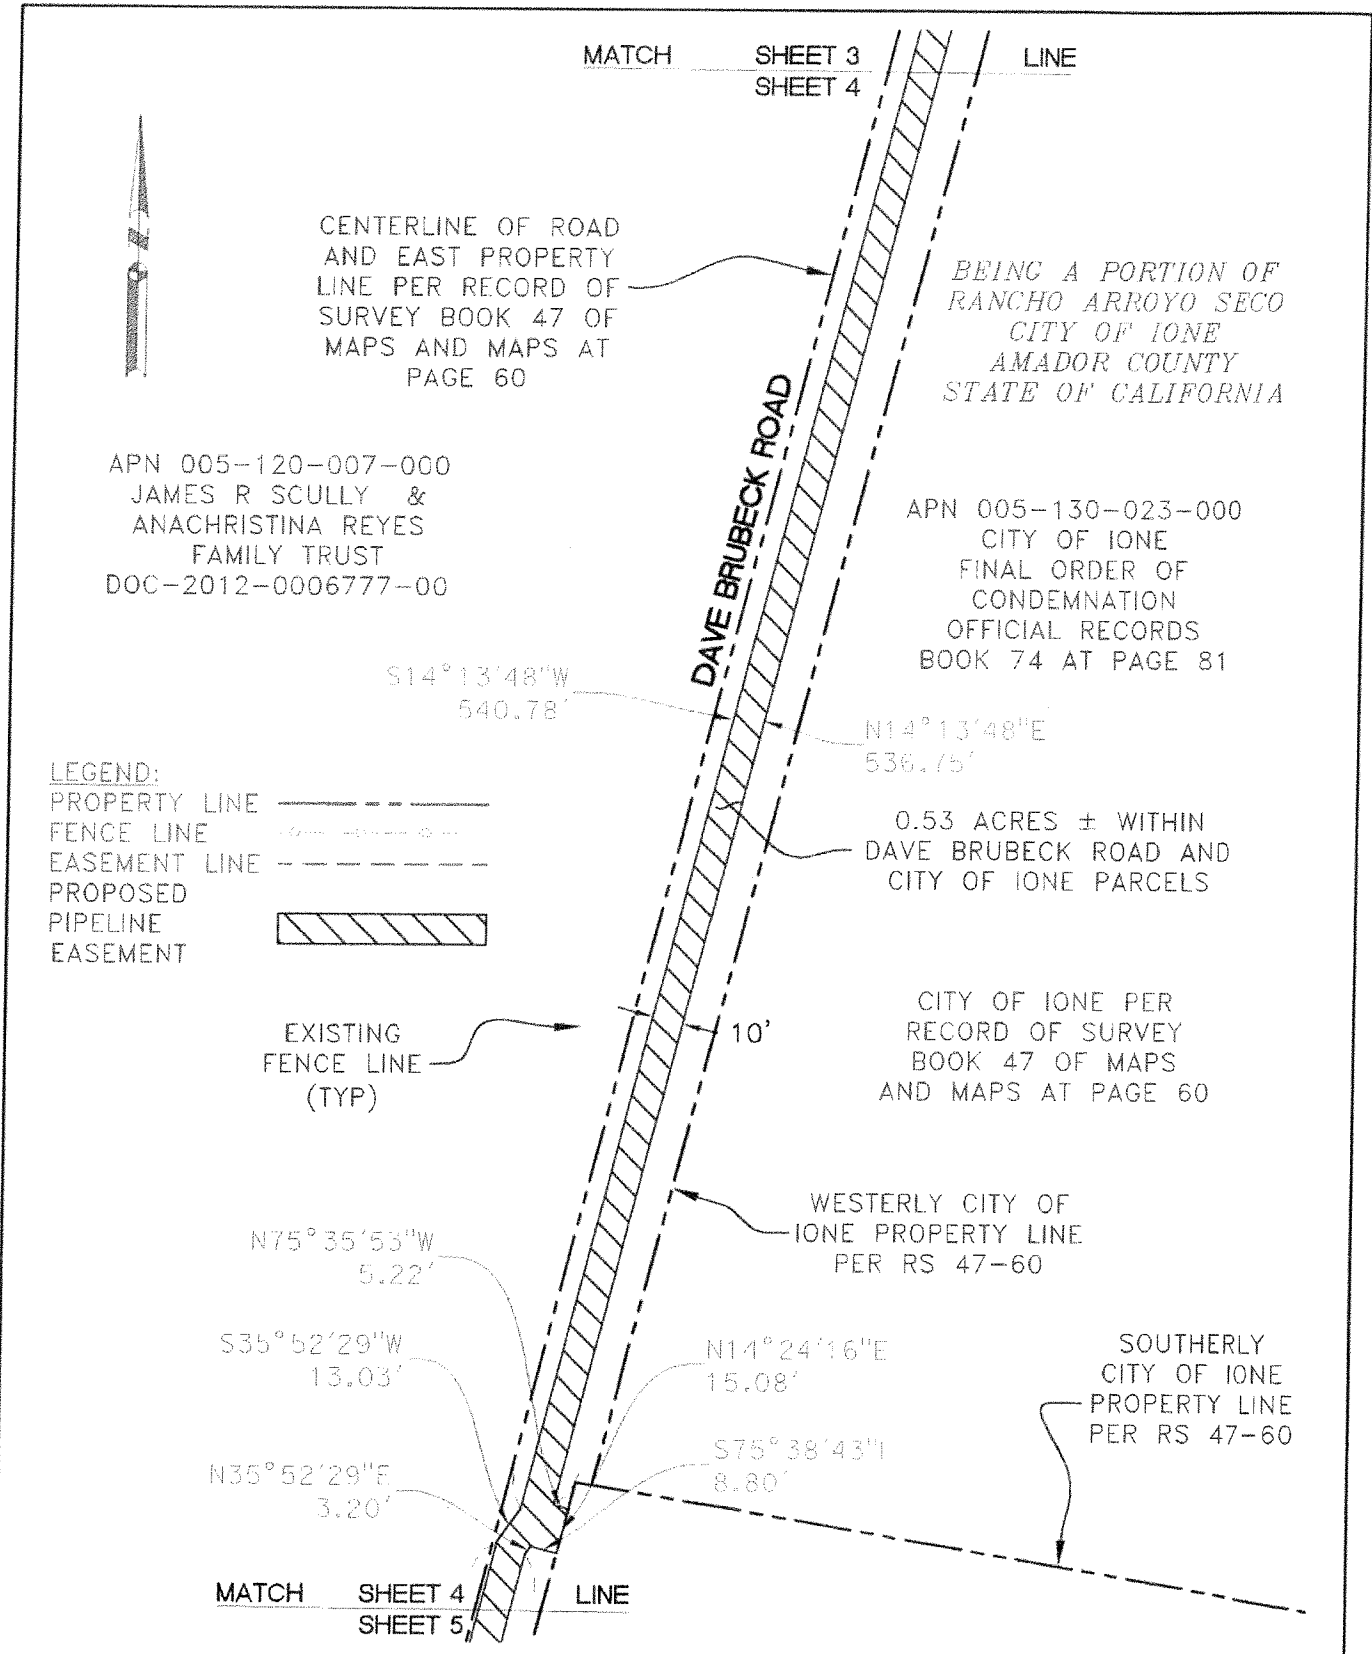 MATCH SHEET 3 LINE
SHEET 4
CENTERLINE OF ROAD
AND EAST PROPERTY
LINE PER RECORD OF
SURVEY BOOK 47 OF
MAPS AND MAPS AT
PAGE 60
BEING A PORTION OF
RANCHO ARROYO SECO
CITY OF IONE
AMADOR COUNTY
STATE OF CALIFORNIA
DAVE BRUBECK ROAD
APN 005-120-007-000
JAMES R SCULLY &
ANACHRISTINA REYES
FAMILY TRUST
DOC-2012-0006777-00
APN 005-130-023-000
CITY OF IONE
FINAL ORDER OF
CONDEMNATION
OFFICIAL RECORDS
BOOK 74 AT PAGE 81
S14°13'48"W
540.78'
N14°13'48"E
536.75'
LEGEND:
PROPERTY LINE
FENCE LINE
EASEMENT LINE
PROPOSED
PIPELINE
EASEMENT
0.53 ACRES ± WITHIN
DAVE BRUBECK ROAD AND
CITY OF IONE PARCELS
EXISTING
FENCE LINE
(TYP)
10'
CITY OF IONE PER
RECORD OF SURVEY
BOOK 47 OF MAPS
AND MAPS AT PAGE 60
WESTERLY CITY OF
IONE PROPERTY LINE
PER RS 47-60
N75°35'53"W
5.22'
S35°52'29"W
13.03'
N14°24'16"E
15.08'
SOUTHERLY
CITY OF IONE
PROPERTY LINE
PER RS 47-60
N35°52'29"E
3.20'
S75°38'43"E
8.80'
MATCH SHEET 4 LINE
SHEET 5